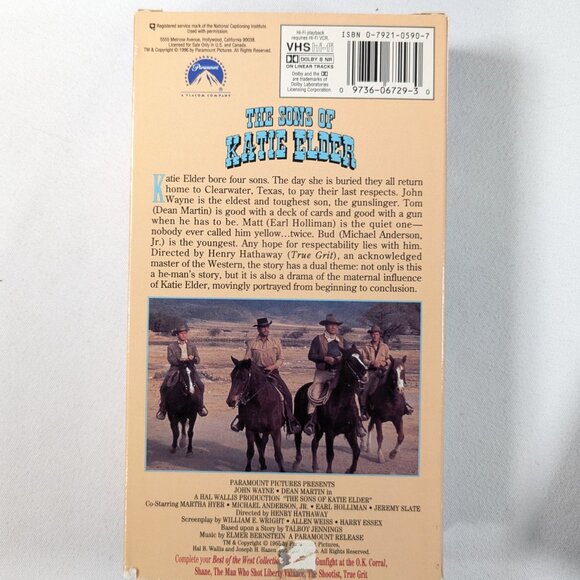 Registered service mark of the National Captioning Institute.
Used with permission.
5555 Melrose Avenue, Hollywood, California 90038.
Licensed for Sale Only in U.S. and Canada.
TM & Copyright © 1996 by Paramount Pictures. All Rights Reserved.
Paramount
A VIACOM COMPANY
Hi-Fi playback
requires Hi-Fi VCR.
VHS hi-fi
DOLBY B NR
ON LINEAR TRACKS
Dolby and the
are trademarks of
Dolby Laboratories
Licensing Corporation.
ISBN 0-7921-0590-7
0 9736-06729-3 0
THE SONS OF
KATIE ELDER
Katie Elder bore four sons. The day she is buried they all return
home to Clearwater, Texas, to pay their last respects. John
Wayne is the eldest and toughest son, the gunslinger. Tom
(Dean Martin) is good with a deck of cards and good with a gun
when he has to be. Matt (Earl Holliman) is the quiet one—
nobody ever called him yellow...twice. Bud (Michael Anderson,
Jr.) is the youngest. Any hope for respectability lies with him.
Directed by Henry Hathaway (True Grit), an acknowledged
master of the Western, the story has a dual theme: not only is this
a he-man's story, but it is also a drama of the maternal influence
of Katie Elder, movingly portrayed from beginning to conclusion.
PARAMOUNT PICTURES PRESENTS
JOHN WAYNE • DEAN MARTIN in
A HAL WALLIS PRODUCTION "THE SONS OF KATIE ELDER"
Co-Starring MARTHA HYER • MICHAEL ANDERSON, JR. • EARL HOLLIMAN • JEREMY SLATE
Directed by HENRY HATHAWAY
Screenplay by WILLIAM E. WRIGHT • ALLEN WEISS • HARRY ESSEX
Based upon a Story by TALBOT JENNINGS
Music by ELMER BERNSTEIN A PARAMOUNT RELEASE
TM & Copyright © 1965 by Paramount Pictures,
Hal B. Wallis and Joseph H. Hazen All Rights Reserved.
Complete your Best of the West Collection Gunfight at the O.K. Corral,
Shane, The Man Who Shot Liberty Valance, The Shootist, True Grit